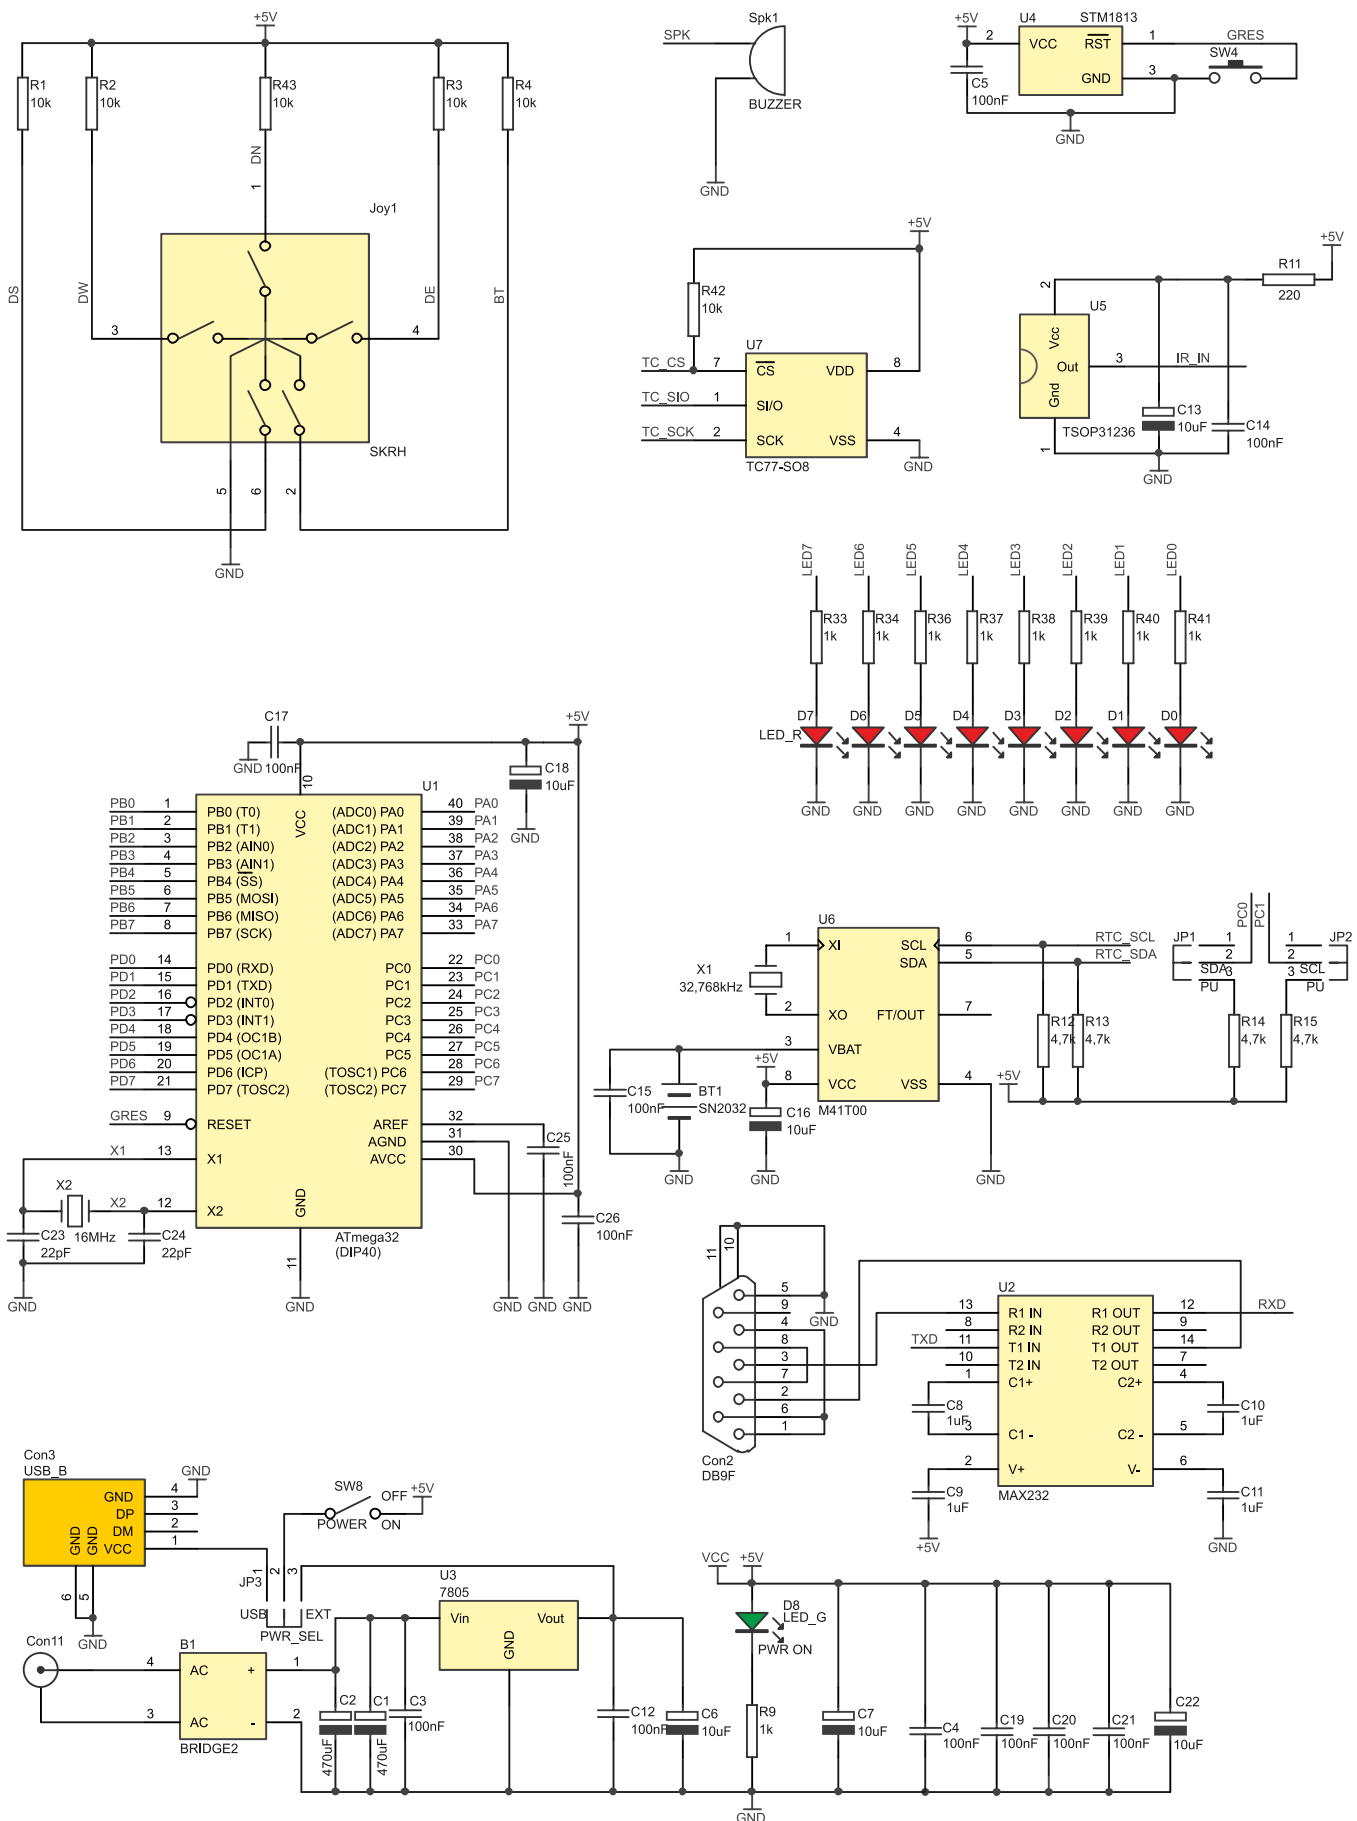 +5V
R1
10k
R2
10k
R43
10k
R3
10k
R4
10k
DN
1
Joy1
DS
DW
DE
BT
3
4
SKRH
5
6
2
GND
Spk1
SPK
BUZZER
GND
U4
STM1813
+5V
2
VCC
RST
1
GRES
SW4
GND
3
C5
100nF
GND
+5V
R42
10k
U7
TC_CS
7
CS
VDD
8
TC_SIO
1
SI/O
TC_SCK
2
SCK
VSS
4
GND
TC77-SO8
+5V
R11
220
2
U5
Vcc
Out
3
IR_IN
Gnd
TSOP31236
1
C13
10uF
C14
100nF
GND
LED7
LED6
LED5
LED4
LED3
LED2
LED1
LED0
R33
1k
R34
1k
R36
1k
R37
1k
R38
1k
R39
1k
R40
1k
R41
1k
D7
D6
D5
D4
D3
D2
D1
D0
LED_R
GND
GND
GND
GND
GND
GND
GND
GND
C17
100nF
GND
10
+5V
C18
10uF
GND
U1
VCC
PB0 1 PB0 (T0) (ADC0) PA0 40 PA0
PB1 2 PB1 (T1) (ADC1) PA1 39 PA1
PB2 3 PB2 (AIN0) (ADC2) PA2 38 PA2
PB3 4 PB3 (AIN1) (ADC3) PA3 37 PA3
PB4 5 PB4 (SS) (ADC4) PA4 36 PA4
PB5 6 PB5 (MOSI) (ADC5) PA5 35 PA5
PB6 7 PB6 (MISO) (ADC6) PA6 34 PA6
PB7 8 PB7 (SCK) (ADC7) PA7 33 PA7
PD0 14 PD0 (RXD) PC0 22 PC0
PD1 15 PD1 (TXD) PC1 23 PC1
PD2 16 PD2 (INT0) PC2 24 PC2
PD3 17 PD3 (INT1) PC3 25 PC3
PD4 18 PD4 (OC1B) PC4 26 PC4
PD5 19 PD5 (OC1A) PC5 27 PC5
PD6 20 PD6 (ICP) (TOSC1) PC6 28 PC6
PD7 21 PD7 (TOSC2) (TOSC2) PC7 29 PC7
GRES 9 RESET AREF 32
AGND 31
X1 13 X1 AVCC 30
X2
16MHz
X2 12 X2
GND
11
C23
22pF
C24
22pF
ATmega32
(DIP40)
C25
100nF
C26
100nF
GND
GND
GND
GND
GND
U6
1
XI
SCL
6
RTC_SCL
SDA
5
RTC_SDA
X1
32,768kHz
2
XO
FT/OUT
7
3
VBAT
8
VCC
VSS
4
+5V
C15
100nF
BT1
SN2032
C16
10uF
M41T00
GND
GND
GND
R12
4,7k
R13
4,7k
+5V
PC0
PC1
JP1
1
2
3
SDA
PU
JP2
1
2
3
SCL
PU
R14
4,7k
R15
4,7k
11
10
5
9
4
8
3
7
2
6
1
GND
Con2
DB9F
U2
13 R1 IN R1 OUT 12 RXD
8 R2 IN R2 OUT 9
TXD 11 T1 IN T1 OUT 14
10 T2 IN T2 OUT 7
1 C1+ C2+ 4
C8
1uF
C10
1uF
3 C1 - C2 - 5
2 V+ V- 6
C9
1uF
C11
1uF
MAX232
+5V
GND
Con3
USB_B
GND
GND 4
DP 3
DM 2
VCC 1
GND
GND
6
5
GND
SW8
OFF
+5V
POWER
ON
1
2
3
JP3
USB
EXT
PWR_SEL
U3
7805
Vin
Vout
GND
Con11
B1
4
AC
+
1
3
AC
-
2
BRIDGE2
C2
470uF
C1
470uF
C3
100nF
C12
100nF
C6
10uF
VCC
+5V
D8
LED_G
PWR ON
R9
1k
C7
10uF
C4
100nF
C19
100nF
C20
100nF
C21
100nF
C22
10uF
GND